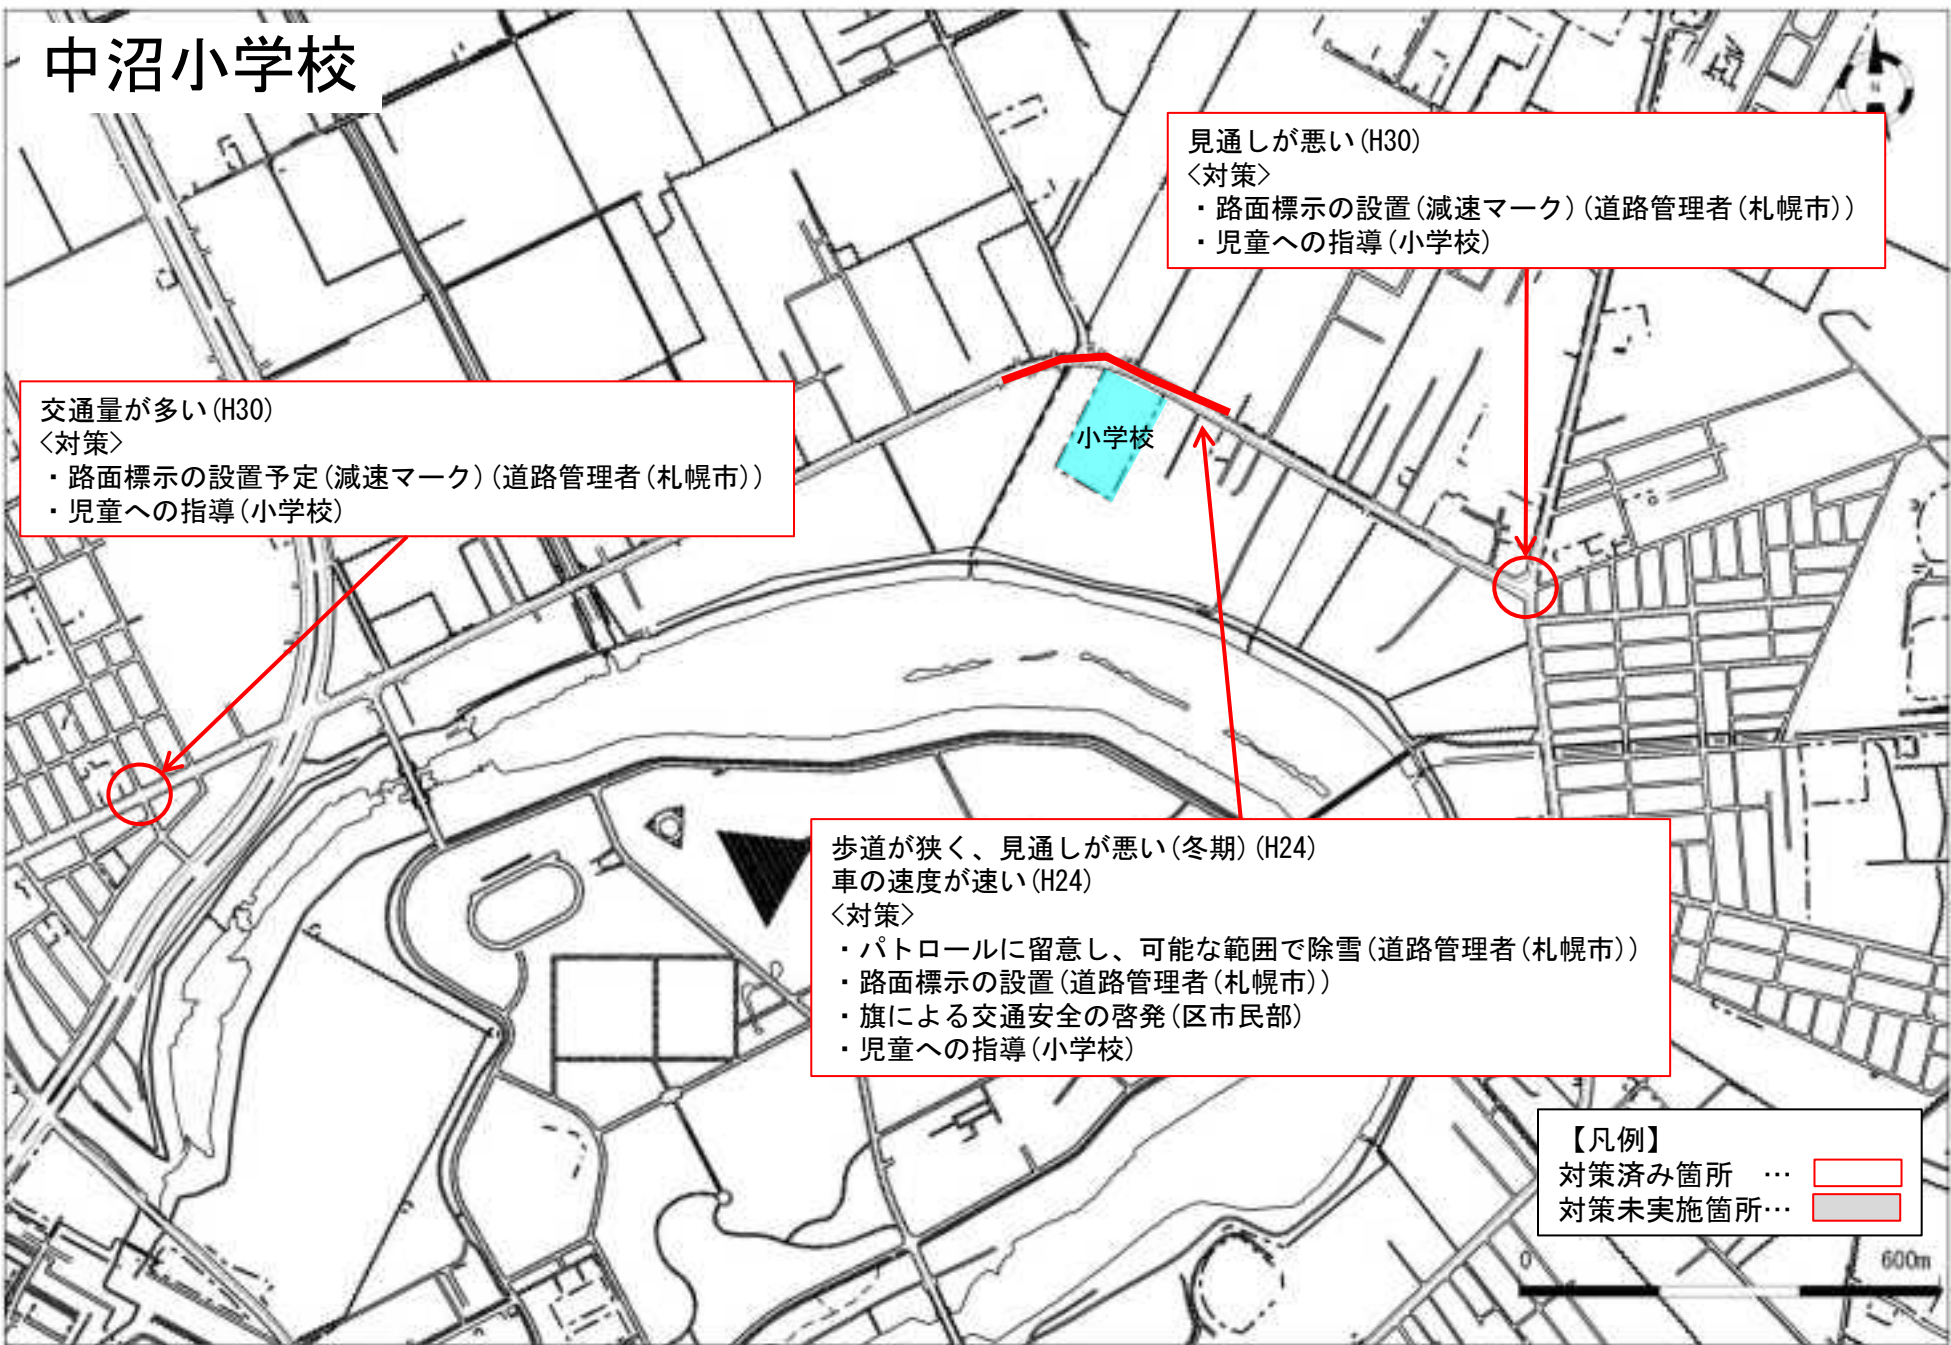 中沼小学校
N
見通しが悪い(H30)
<対策>
・路面標示の設置(減速マーク)(道路管理者(札幌市))
・児童への指導(小学校)
交通量が多い(H30)
<対策>
・路面標示の設置予定(減速マーク)(道路管理者(札幌市))
・児童への指導(小学校)
小学校
歩道が狭く、見通しが悪い(冬期)(H24)
車の速度が速い(H24)
<対策>
・パトロールに留意し、可能な範囲で除雪(道路管理者(札幌市))
・路面標示の設置(道路管理者(札幌市))
・旗による交通安全の啓発(区市民部)
・児童への指導(小学校)
【凡例】
対策済み箇所 …
対策未実施箇所…
0 600m